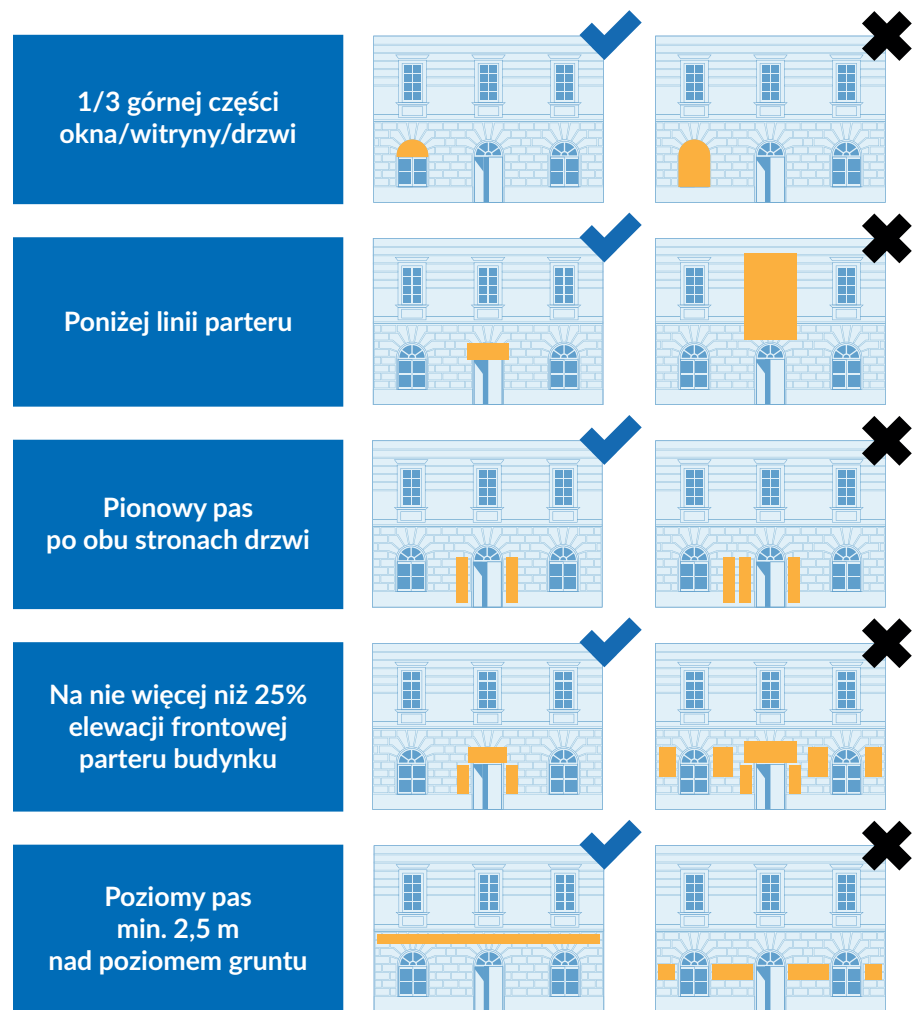 1/3 górnej części
okna/witryny/drzwi
Poniżej linii parteru
Pionowy pas
po obu stronach drzwi
Na nie więcej niż 25%
elewacji frontowej
parteru budynku
Poziomy pas
min. 2,5 m
nad poziomem gruntu